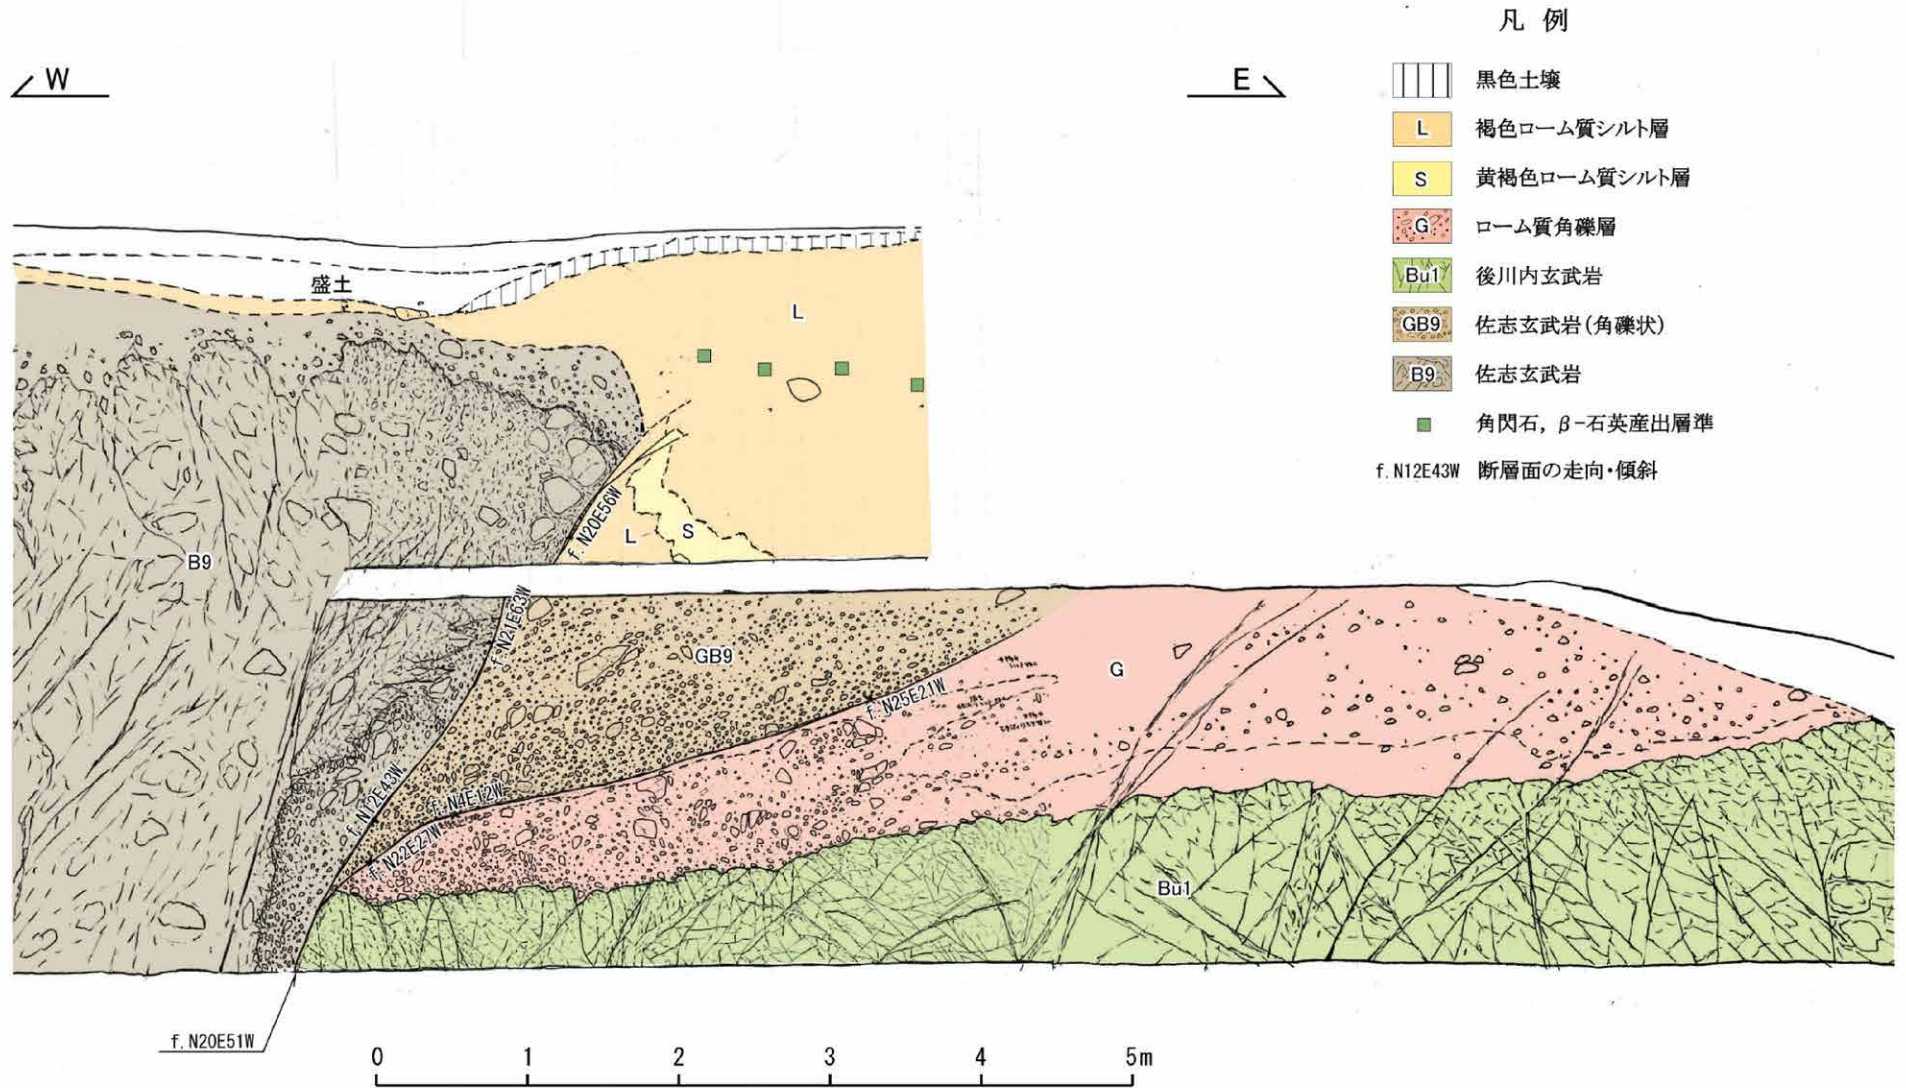 W
E
凡 例
黒色土壌
L 褐色ローム質シルト層
S 黄褐色ローム質シルト層
G ローム質角礫層
Bu1 後川内玄武岩
GB9 佐志玄武岩(角礫状)
B9 佐志玄武岩
角閃石, β-石英産出層準
f. N12E43W 断層面の走向・傾斜
盛土
L
f. N20E56W
L
S
B9
f. N21E63W
GB9
G
f. N25E21W
f. N12E43W
f. N4E12W
f. N22E27W
Bu1
f. N20E51W
0 1 2 3 4 5m